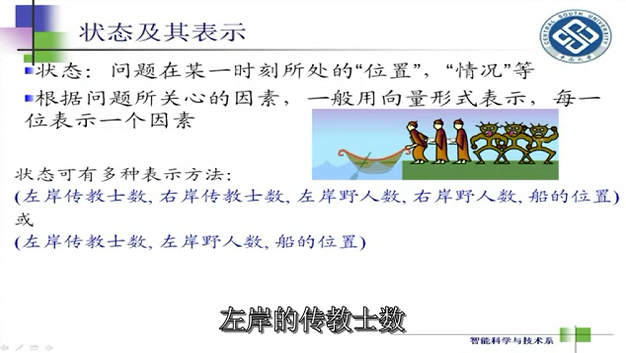 状态及其表示
状态：问题在某一时刻所处的“位置”，“情况”等
根据问题所关心的因素，一般用向量形式表示，每一
位表示一个因素
状态可有多种表示方法:
(左岸传教士数, 右岸传教士数, 左岸野人数, 右岸野人数, 船的位置)
或
(左岸传教士数, 左岸野人数, 船的位置)
左岸的传教士数
智能科学与技术系
CENTRAL SOUTH UNIVERSITY